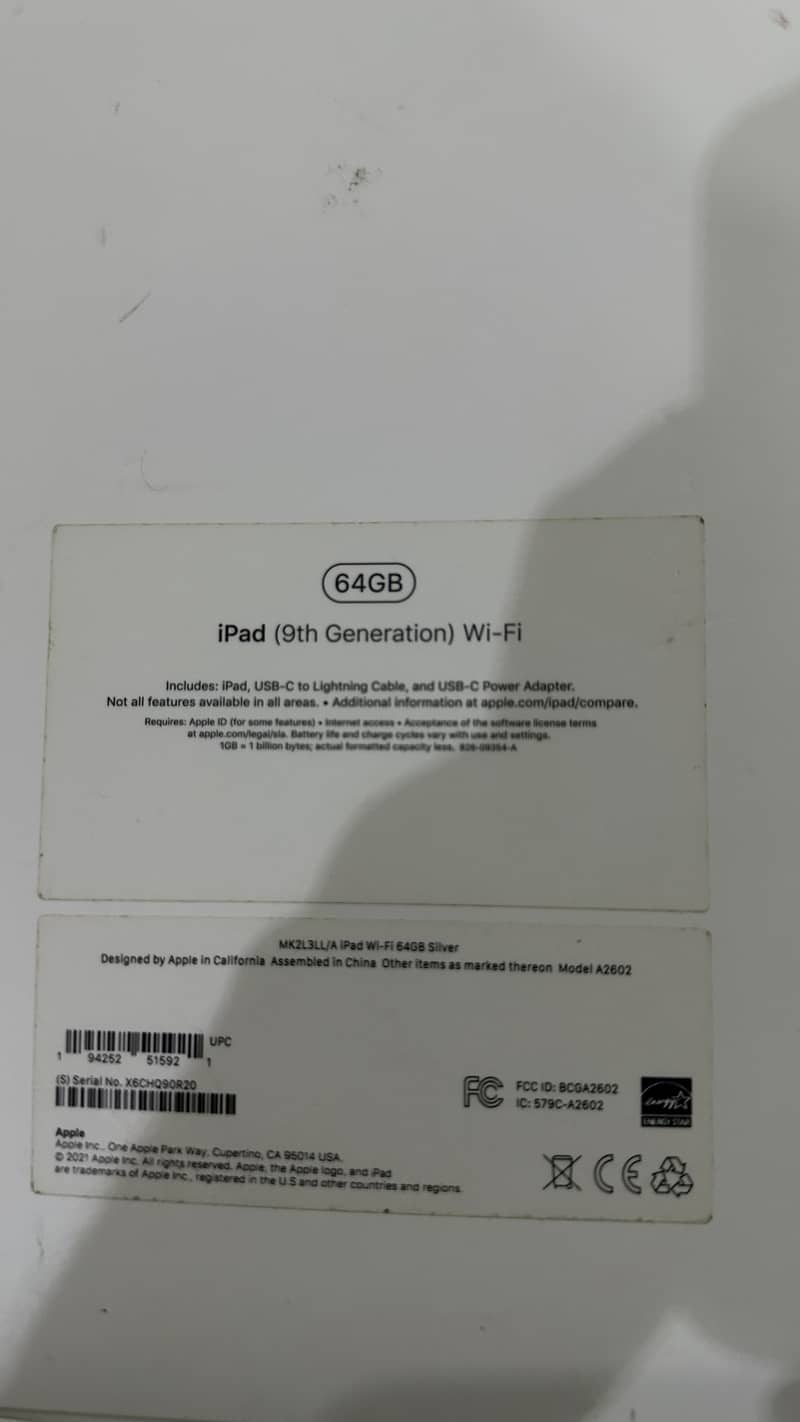 64GB
iPad (9th Generation) Wi-Fi
Includes: iPad, USB-C to Lightning Cable, and USB-C Power Adapter.
Not all features available in all areas. • Additional information at apple.com/ipad/compare.
Requires: Apple ID (for some features) • Internet access • Acceptance of the software license terms
at apple.com/legal/sla. Battery life and charge cycles vary with use and settings.
1GB = 1 billion bytes; actual formatted capacity less.
MK2L3LL/A iPad Wi-Fi 64GB Silver
Designed by Apple in California Assembled in China Other items as marked thereon Model A2602
UPC
1 94252 51592 1
(S) Serial No. X6CHQ90R20
FC
FCC ID: BCGA2602
IC: 579C-A2602
energy
ENERGY STAR
Apple
Apple Inc., One Apple Park Way, Cupertino, CA 95014 USA.
© 2021 Apple Inc. All rights reserved. Apple, the Apple logo, and iPad
are trademarks of Apple Inc., registered in the U.S and other countries and regions.
CE